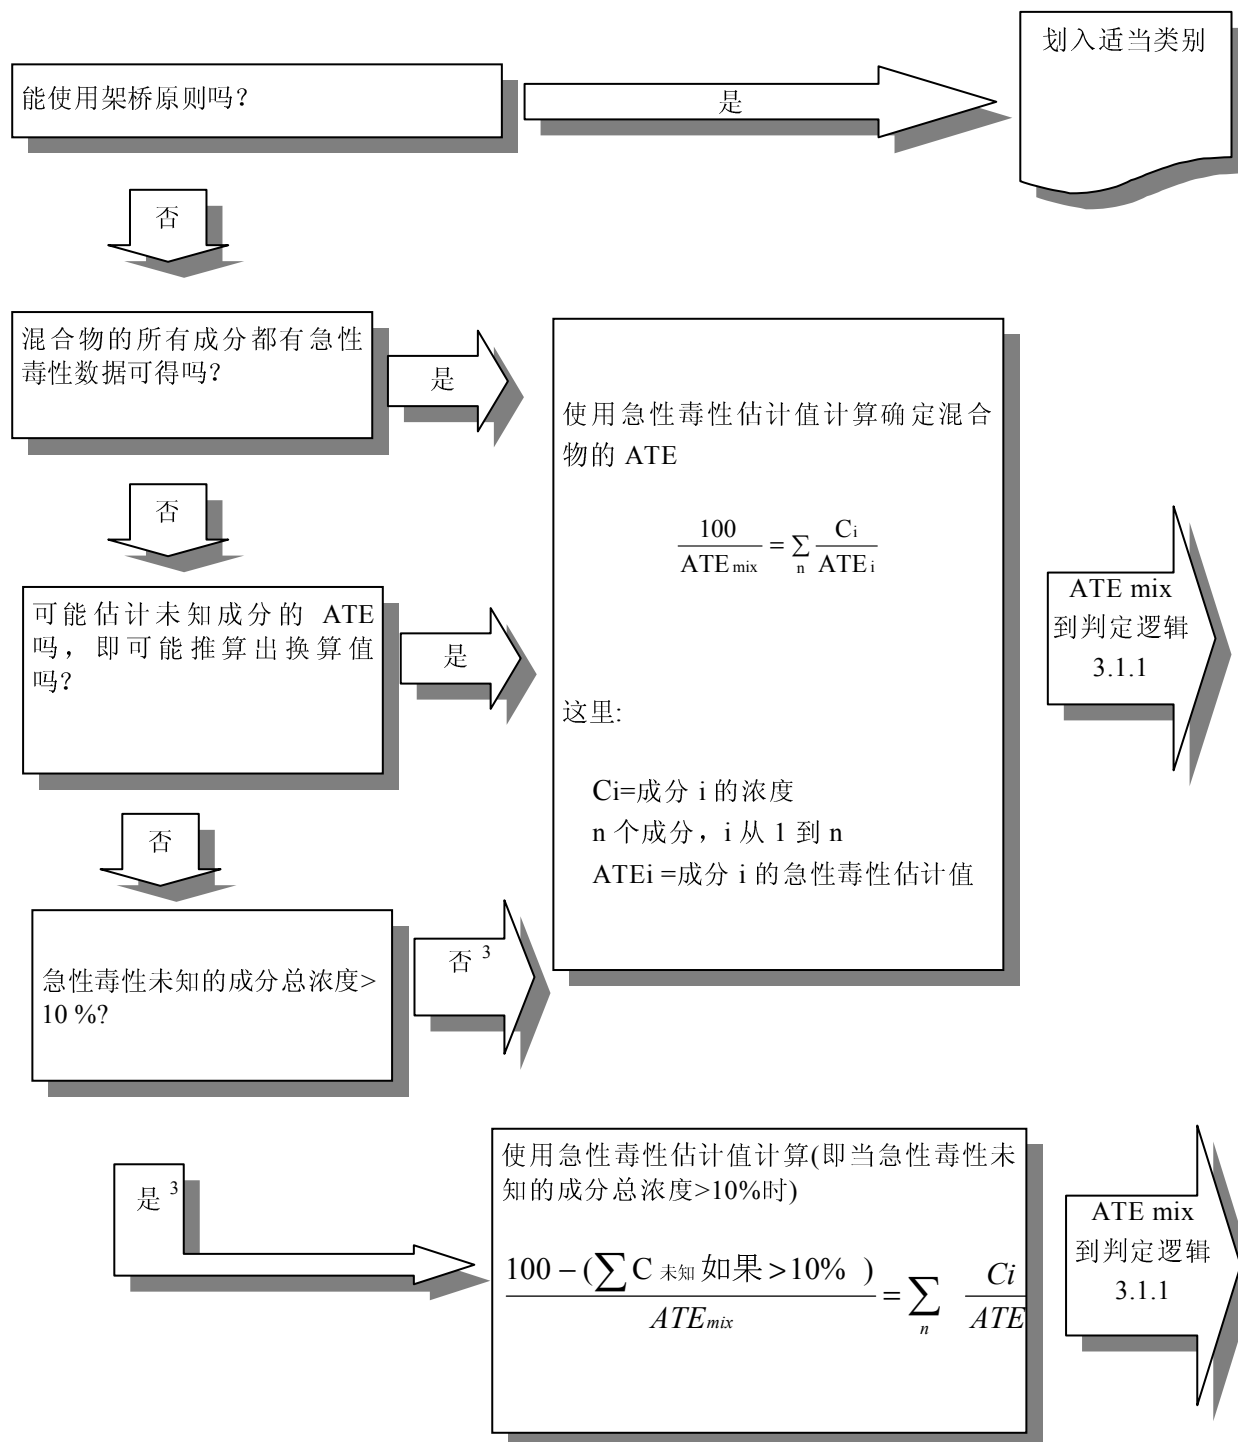 划入适当类别
能使用架桥原则吗?
是
否
混合物的所有成分都有急性
毒性数据可得吗?
是
使用急性毒性估计值计算确定混合
物的 ATE
100/ATE mix = ∑n Ci/ATE i
否
可能估计未知成分的 ATE
吗，即可能推算出换算值
吗?
是
ATE mix
到判定逻辑
3.1.1
这里:
Ci=成分 i 的浓度
n 个成分，i 从 1 到 n
ATEi =成分 i 的急性毒性估计值
否
急性毒性未知的成分总浓度>
10 %?
否 3
是 3
使用急性毒性估计值计算(即当急性毒性未
知的成分总浓度>10%时)
100 − (∑C 未知 如果 >10% )/ATEmix = ∑n Ci/ATE
ATE mix
到判定逻辑
3.1.1